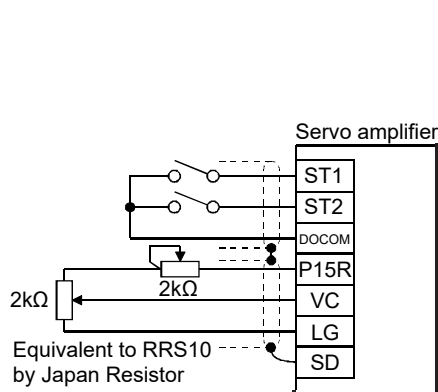 Servo amplifier
ST1
ST2
DOCOM
P15R
2kΩ
2kΩ
VC
LG
Equivalent to RRS10
by Japan Resistor
SD